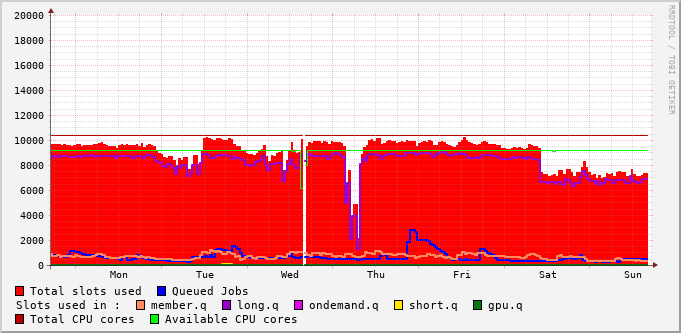 20000
18000
16000
14000
12000
10000
8000
6000
4000
2000
0
Mon Tue Wed Thu Fri Sat Sun
Total slots used Queued Jobs
Slots used in : member.q long.q ondemand.q short.q gpu.q
Total CPU cores Available CPU cores
RRDTOOL / TOBI OETIKER